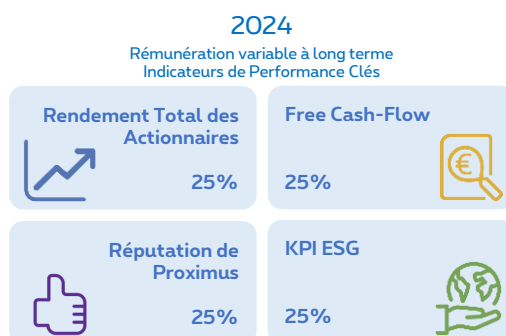 2024
Rémunération variable à long terme
Indicateurs de Performance Clés
Rendement Total des
Actionnaires
25%
Free Cash-Flow
€
25%
Réputation de
Proximus
25%
KPI ESG
25%